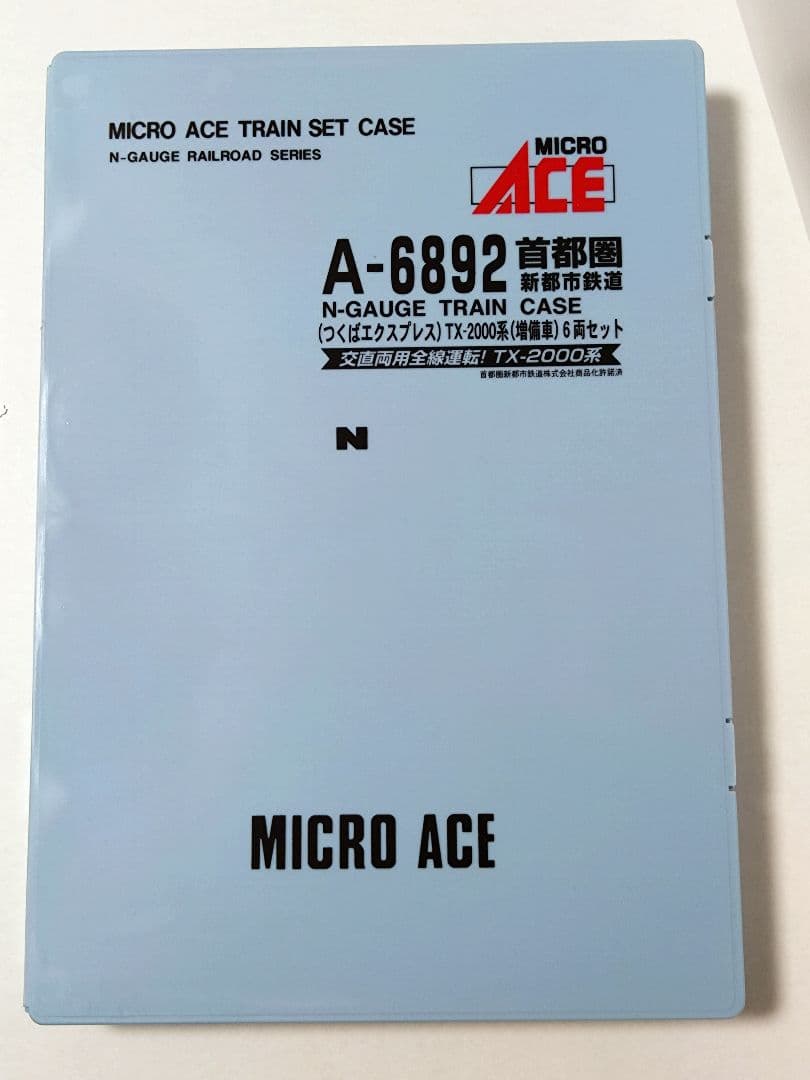 MICRO ACE TRAIN SET CASE
N-GAUGE RAILROAD SERIES
MICRO
ACE
A-6892 首都圏
新都市鉄道
N-GAUGE TRAIN CASE
(つくばエクスプレス) TX-2000系(増備車) 6両セット
交直両用全線運転! TX-2000系
首都圏新都市鉄道株式会社商品化許諾済
N
MICRO ACE